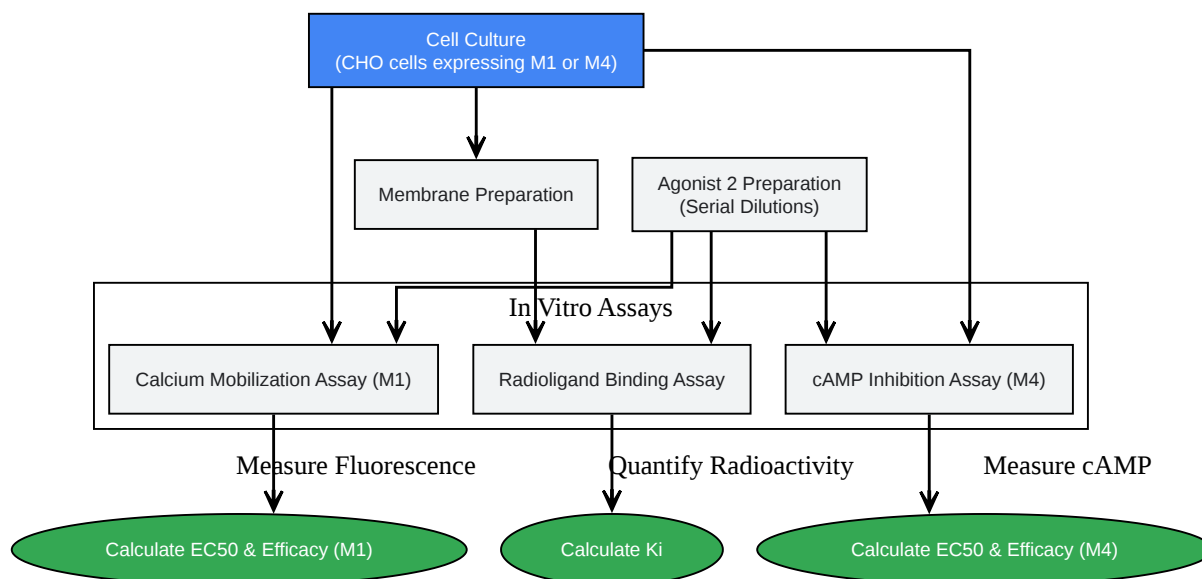 Cell Culture
(CHO cells expressing M1 or M4)
Membrane Preparation
Agonist 2 Preparation
(Serial Dilutions)
In Vitro Assays
Calcium Mobilization Assay (M1)
Radioligand Binding Assay
cAMP Inhibition Assay (M4)
Measure Fluorescence
Quantify Radioactivity
Measure cAMP
Calculate EC50 & Efficacy (M1)
Calculate Ki
Calculate EC50 & Efficacy (M4)